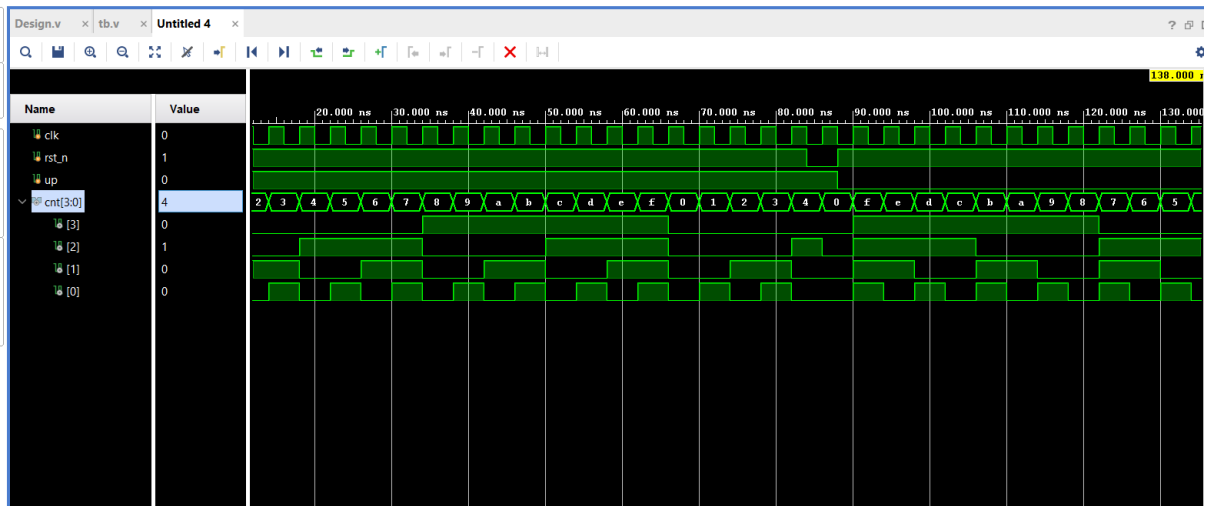 Design.v × tb.v × Untitled 4 ×
?
138.000
Name Value
20.000 ns 30.000 ns 40.000 ns 50.000 ns 60.000 ns 70.000 ns 80.000 ns 90.000 ns 100.000 ns 110.000 ns 120.000 ns 130.000
clk 0
rst_n 1
up 0
cnt[3:0] 4 2 3 4 5 6 7 8 9 a b c d e f 0 1 2 3 4 0 f e d c b a 9 8 7 6 5
[3] 0
[2] 1
[1] 0
[0] 0